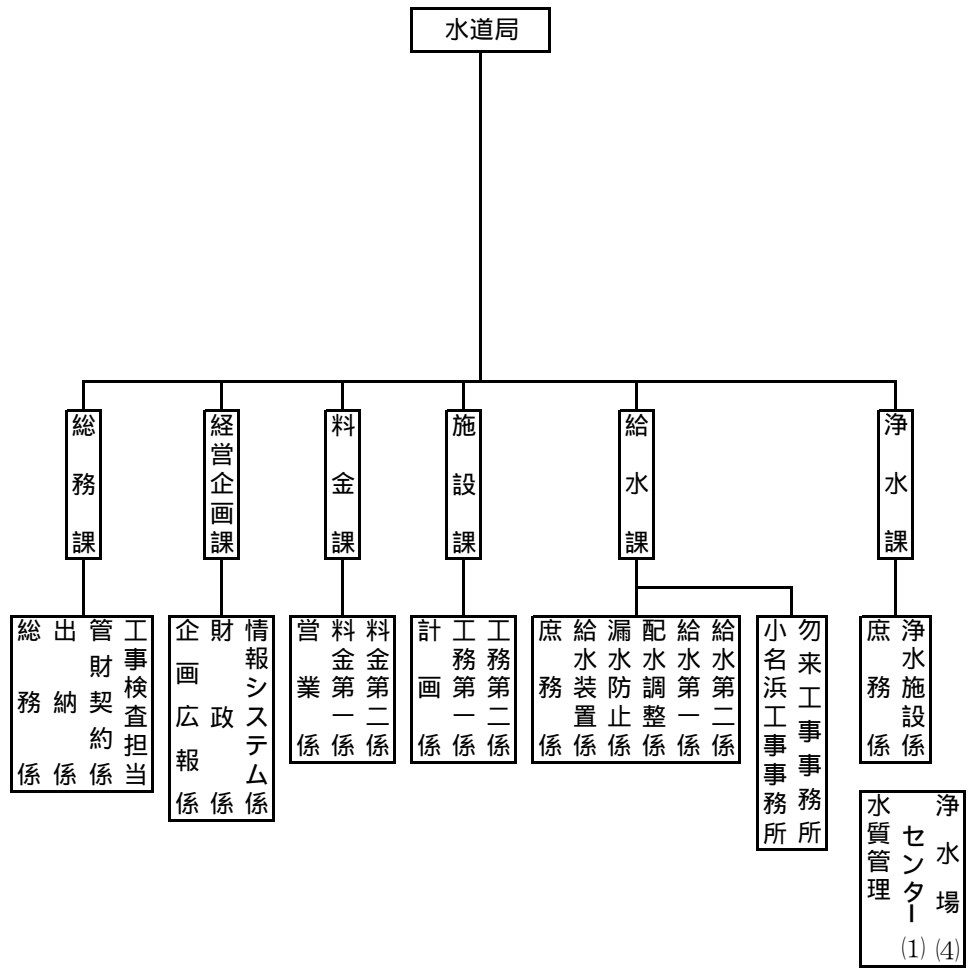 水道局
総務課
経営企画課
料金課
施設課
給水課
浄水課
総務係
出納係
管財契約係
工事検査担当
企画広報係
財政係
情報システム係
営業係
料金第一係
料金第二係
計画係
工務第一係
工務第二係
庶務係
給水装置係
漏水防止係
配水調整係
給水第一係
給水第二係
小名浜工事事務所
勿来工事事務所
庶務係
浄水施設係
水質管理
センター⑴
浄水場⑷